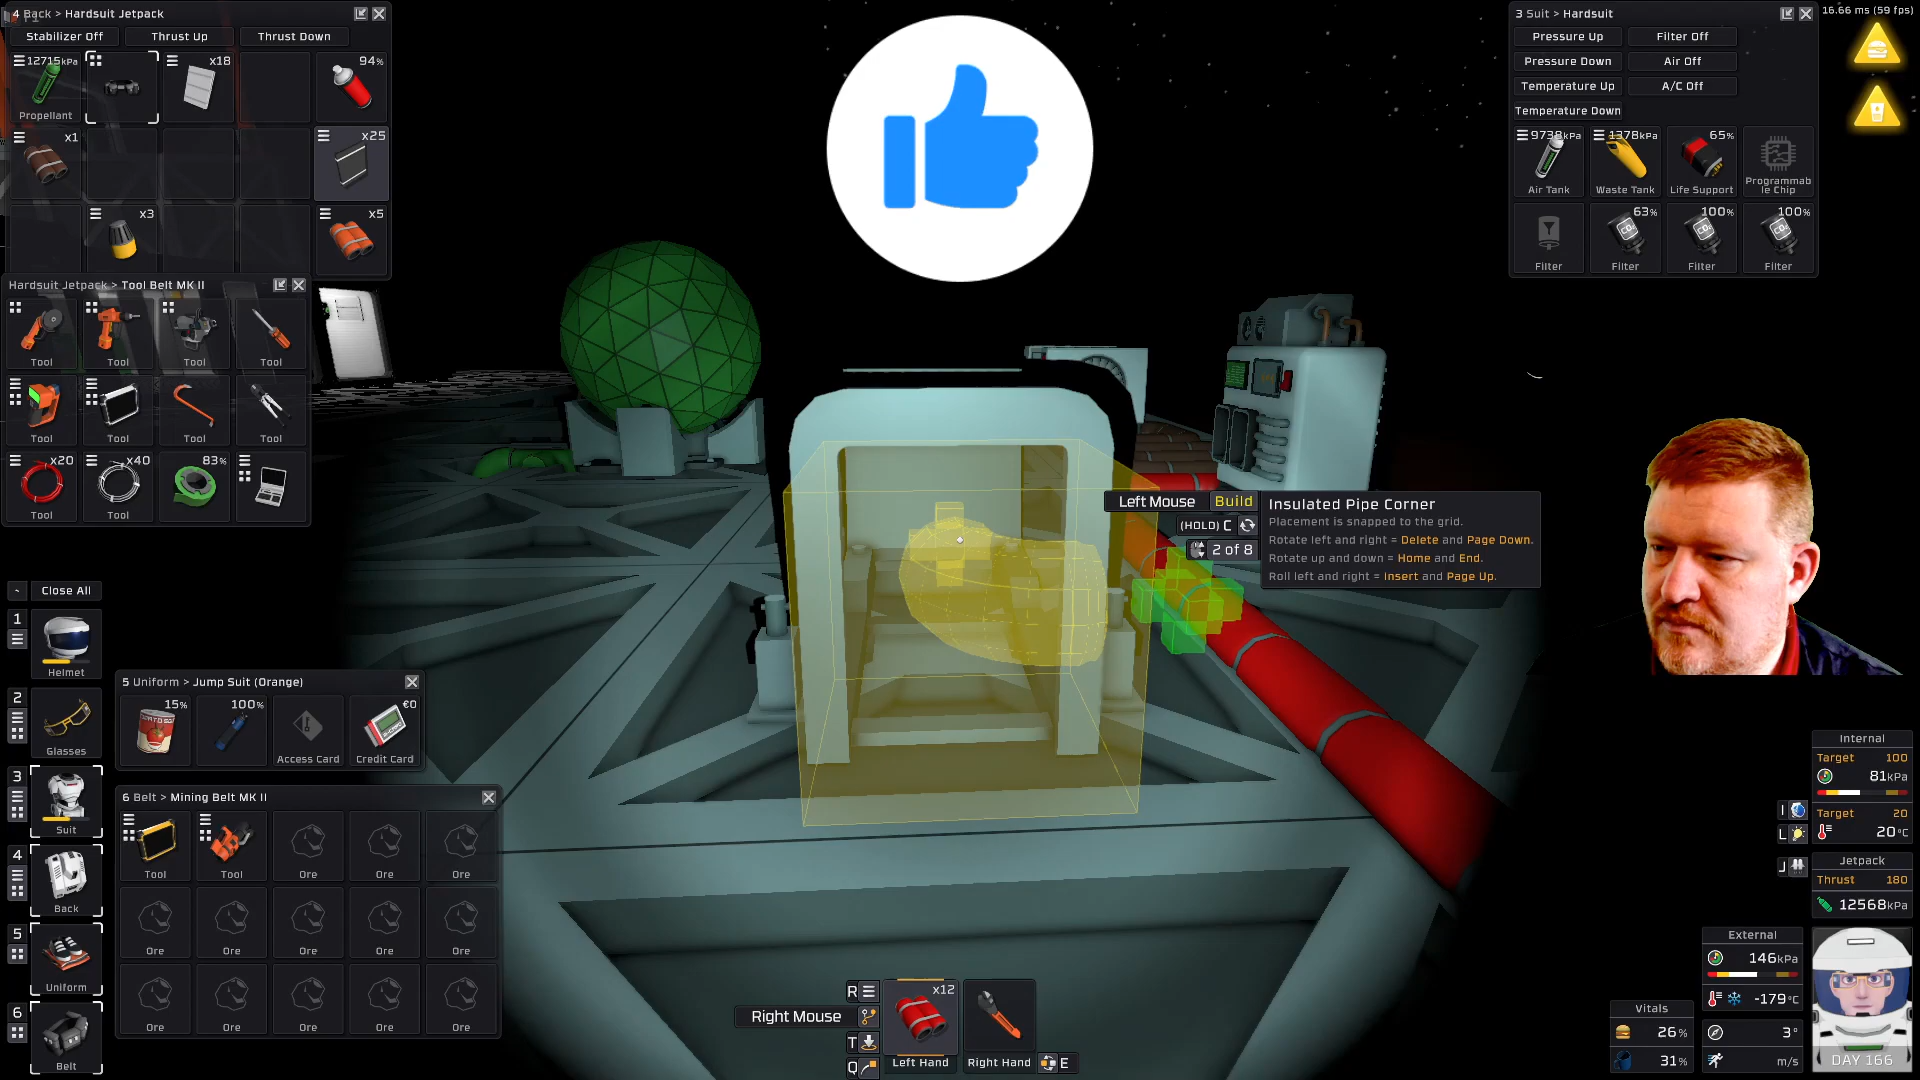 4 Back > Hardsuit Jetpack
Stabilizer Off
Thrust Up
Thrust Down
12715kPa
Propellant
x18
94%
x1
x25
x3
x5
Hardsuit Jetpack > Tool Belt MK II
Tool
Tool
Tool
Tool
Tool
Tool
Tool
Tool
x20
x40
83%
Tool
Tool
~
Close All
1
Helmet
2
Glasses
3
Suit
4
Back
5
Uniform
6
Belt
5 Uniform > Jump Suit (Orange)
15%
100%
€0
Access Card
Credit Card
6 Belt > Mining Belt MK II
Tool
Tool
Ore
Ore
Ore
Ore
Ore
Ore
Ore
Ore
Ore
Ore
Ore
Ore
Ore
Left Mouse
Build
(HOLD) C
2 of 8
Insulated Pipe Corner
Placement is snapped to the grid.
Rotate left and right = Delete and Page Down.
Rotate up and down = Home and End.
Roll left and right = Insert and Page Up.
R
x12
Right Mouse
T
Q
Left Hand
Right Hand
E
3 Suit > Hardsuit
16.66 ms (59 fps)
Pressure Up
Filter Off
Pressure Down
Air Off
Temperature Up
A/C Off
Temperature Down
9738kPa
1378kPa
65%
Air Tank
Waste Tank
Life Support
Programmab
le Chip
63%
100%
100%
Filter
Filter
Filter
Filter
Internal
Target 100
81kPa
I
Target 20
L
20°C
Jetpack
J
Thrust 180
12568kPa
External
146kPa
-179°C
Vitals
26%
3°
31%
m/s
DAY 166